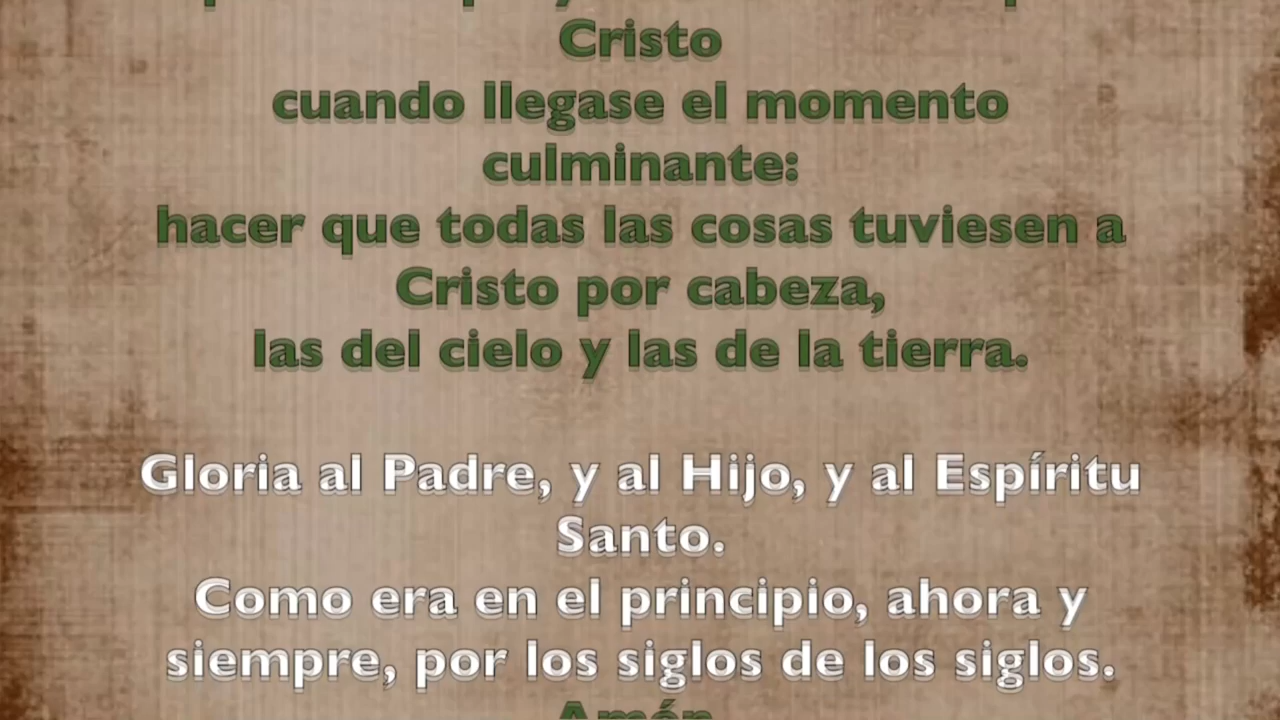 Cristo
cuando llegase el momento
culminante:
hacer que todas las cosas tuviesen a
Cristo por cabeza,
las del cielo y las de la tierra.
Gloria al Padre, y al Hijo, y al Espíritu
Santo.
Como era en el principio, ahora y
siempre, por los siglos de los siglos.
Amén